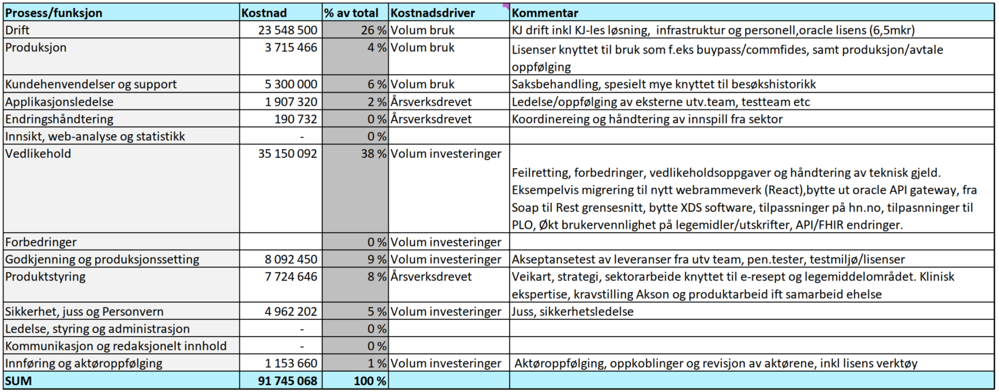 Prosess/funksjon Kostnad % av total Kostnadsdriver Kommentar
Drift 23 548 500 26 % Volum bruk KJ drift inkl KJ-les løsning, infrastruktur og personell,oracle lisens (6,5mkr)
Produksjon 3 715 466 4 % Volum bruk Lisenser knyttet til bruk som f.eks buypass/commfides, samt produksjon/avtale
oppfølging
Kundehenvendelser og support 5 300 000 6 % Volum bruk Saksbehandling, spesielt mye knyttet til besøkshistorikk
Applikasjonsledelse 1 907 320 2 % Årsverksdrevet Ledelse/oppfølging av eksterne utv.team, testteam etc
Endringshåndtering 190 732 0 % Årsverksdrevet Koordinereing og håndtering av innspill fra sektor
Innsikt, web-analyse og statistikk - 0 %
Vedlikehold 35 150 092 38 % Volum investeringer
Feilretting, forbedringer, vedlikeholdsoppgaver og håndtering av teknisk gjeld.
Eksempelvis migrering til nytt webrammeverk (React),bytte ut oracle API gateway, fra
Soap til Rest grensesnitt, bytte XDS software, tilpassninger på hn.no, tilpasnninger til
PLO, Økt brukervennlighet på legemidler/utskrifter, API/FHIR endringer.
Forbedringer 0 % Volum investeringer
Godkjenning og produksjonssetting 8 092 450 9 % Volum investeringer Akseptansetest av leveranser fra utv team, pen.tester, testmiljø/lisenser
Produktstyring 7 724 646 8 % Årsverksdrevet Veikart, strategi, sektorarbeide knyttet til e-resept og legemiddelområdet. Klinisk
ekspertise, kravstilling Akson og produktarbeid ift samarbeid ehelse
Sikkerhet, juss og Personvern 4 962 202 5 % Volum investeringer Juss, sikkerhetsledelse
Ledelse, styring og administrasjon - 0 %
Kommunikasjon og redaksjonelt innhold - 0 %
Innføring og aktøroppfølging 1 153 660 1 % Volum investeringer Aktøroppfølging, oppkoblinger og revisjon av aktørene, inkl lisens verktøy
SUM 91 745 068 100 %